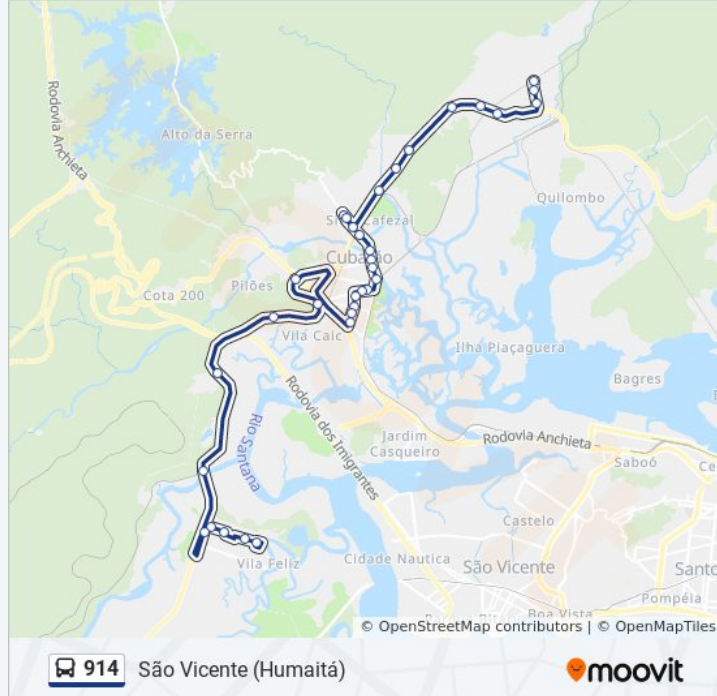 Rodovia Anchieta
Alto da Serra
Quilombo
Cafezal
Pilões
Cota 200
Vila Caic
Ilha Piaçaguera
Bagres
Rodovia dos Imigrantes
Rio Santana
Jardim
Casqueiro
Rodovia Anchieta
Saboó
Castelo
Vila Feliz
Cidade Nautica
São Vicente
Santo
Pompéia
Boa Vista
© OpenStreetMap contributors | © OpenMapTiles
914 São Vicente (Humaitá)
moovit